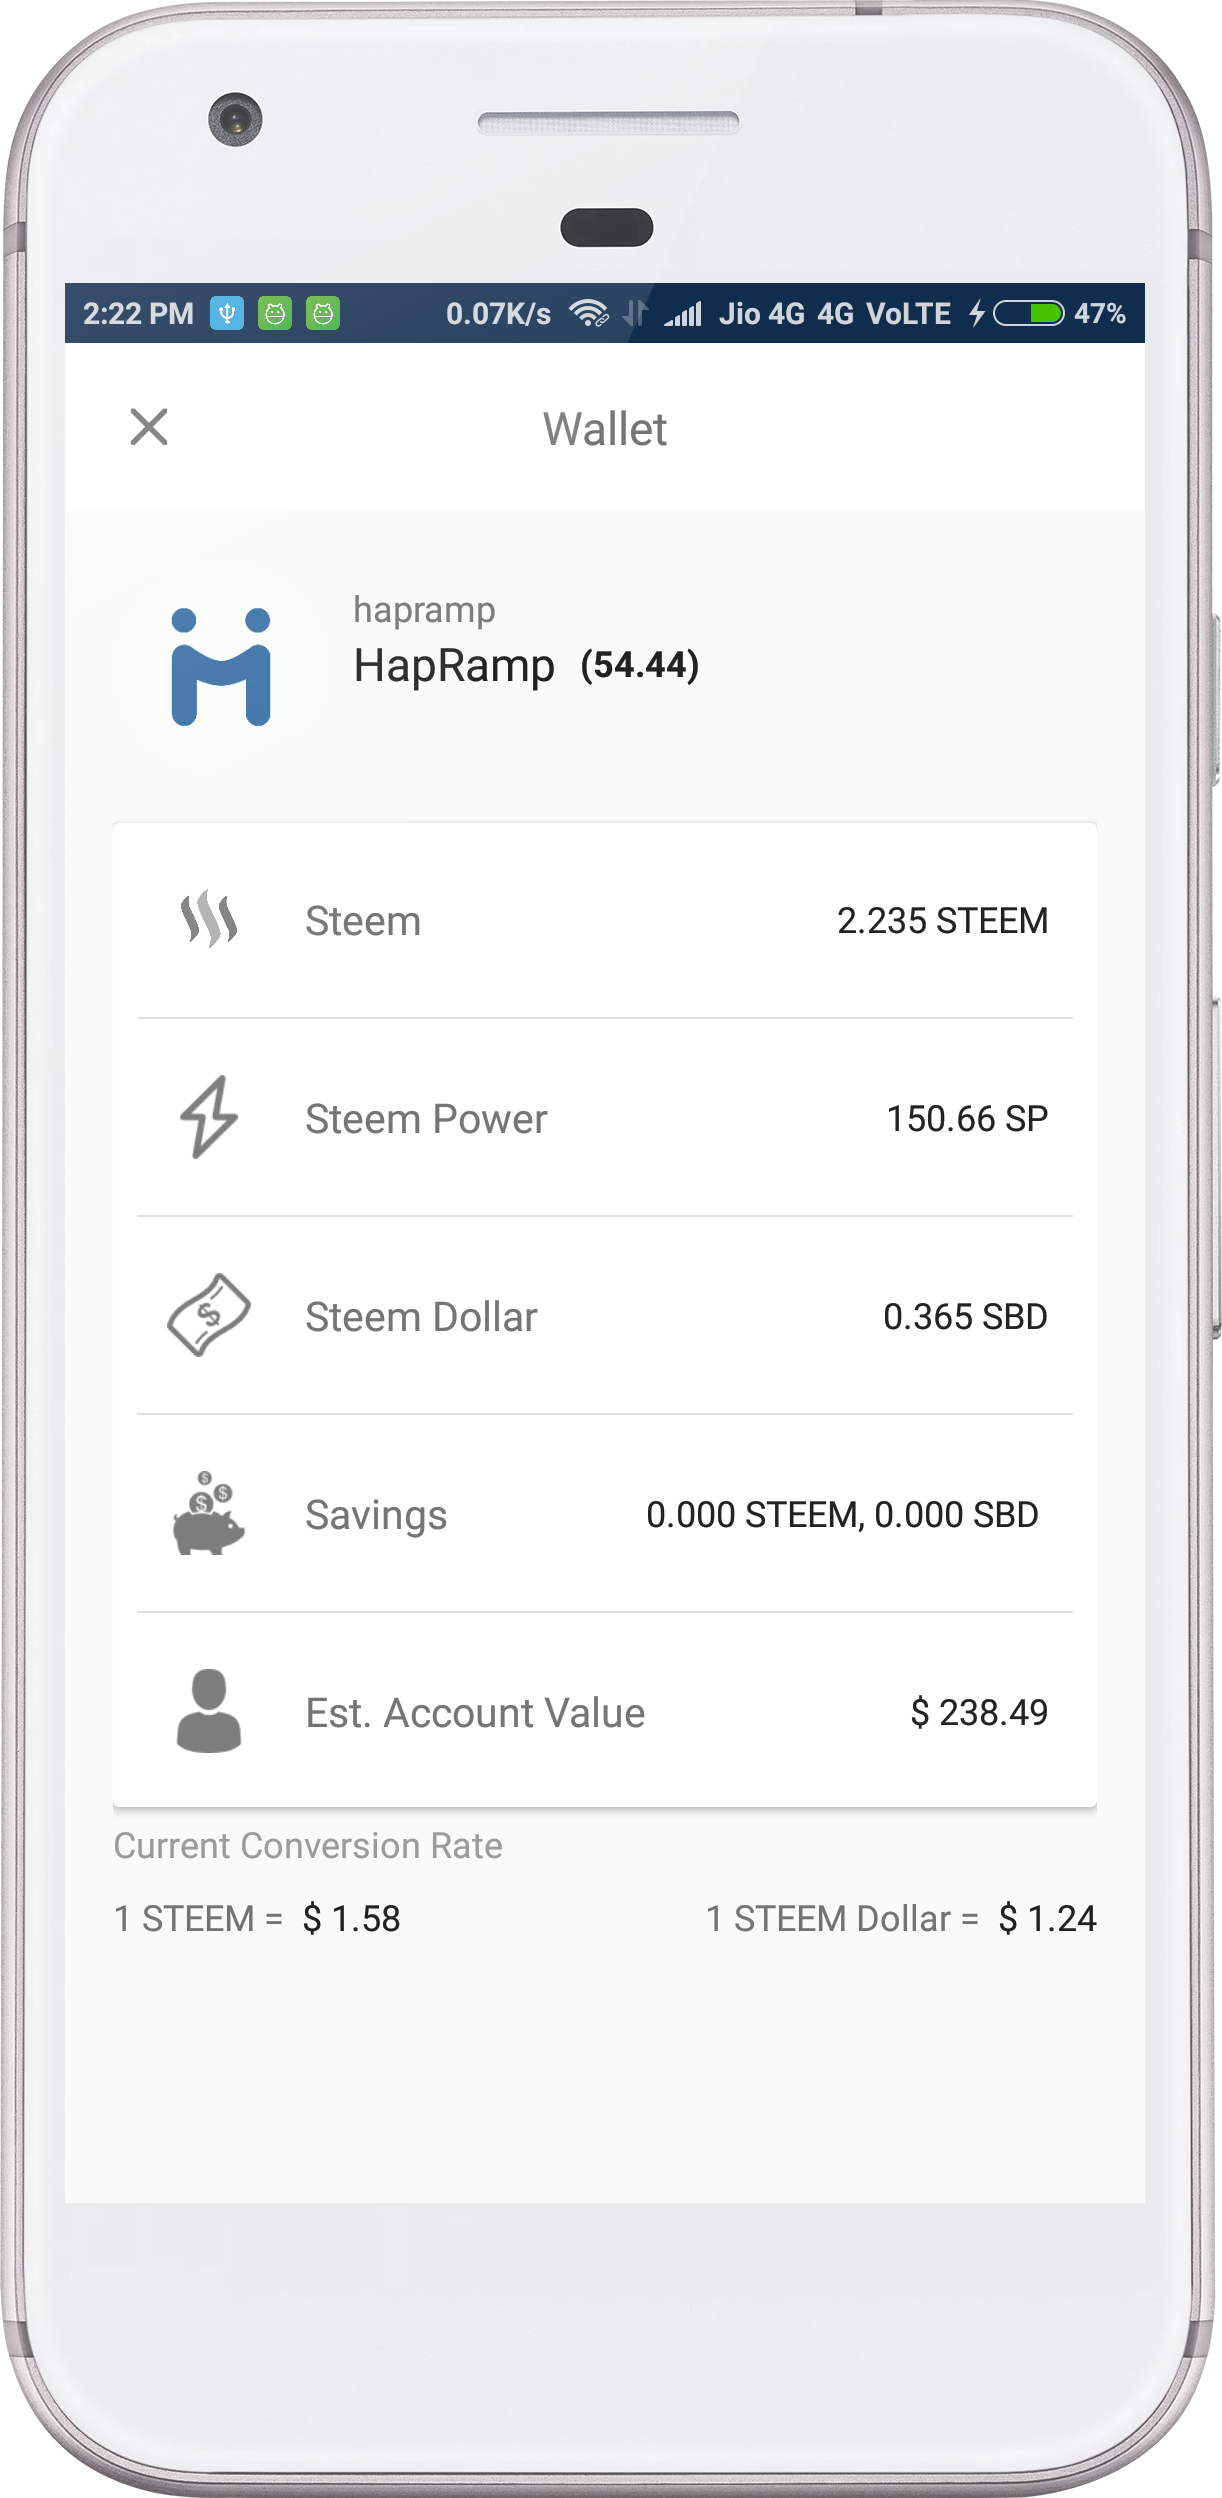 2:22 PM 0.07K/s Jio 4G 4G VoLTE 47%
Wallet
hapramp
HapRamp (54.44)
Steem 2.235 STEEM
Steem Power 150.66 SP
Steem Dollar 0.365 SBD
Savings 0.000 STEEM, 0.000 SBD
Est. Account Value $ 238.49
Current Conversion Rate
1 STEEM = $ 1.58 1 STEEM Dollar = $ 1.24